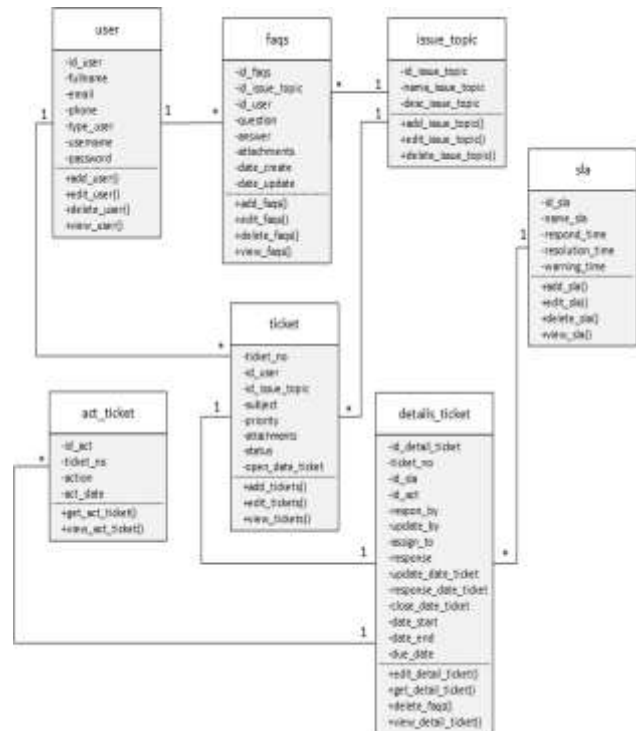 user
-id_user
-fullname
-email
-phone
-type_user
-username
-password
+add_user()
+edit_user()
+delete_user()
+view_user()
faqs
-id_faqs
-id_issue_topic
-id_user
-question
-answer
-attachments
-date_create
-date_update
+add_faqs()
+edit_faqs()
+delete_faqs()
+view_faqs()
issue_topic
-id_issue_topic
-nama_issue_topic
-desc_issue_topic
+add_issue_topic()
+edit_issue_topic()
+delete_issue_topic()
sla
-id_sla
-name_sla
-respond_time
-resolution_time
-warning_time
+add_sla()
+edit_sla()
+delete_sla()
+view_sla()
ticket
-ticket_no
-id_user
-id_issue_topic
-subject
-priority
-attachments
-status
-open_date_ticket
+add_tickets()
+edit_tickets()
+view_tickets()
act_ticket
-id_act
-ticket_no
-action
-act_date
+get_act_ticket()
+view_act_ticket()
details_ticket
-id_detail_ticket
-ticket_no
-id_sla
-id_act
-respon_by
-update_by
-assign_to
-response
-update_date_ticket
-response_date_ticket
-close_date_ticket
-date_start
-date_end
-due_date
+edit_detail_ticket()
+get_detail_ticket()
+delete_faqs()
+view_detail_ticket()
1
1
*
*
1
1
1
*
*
1
*
1
*
1